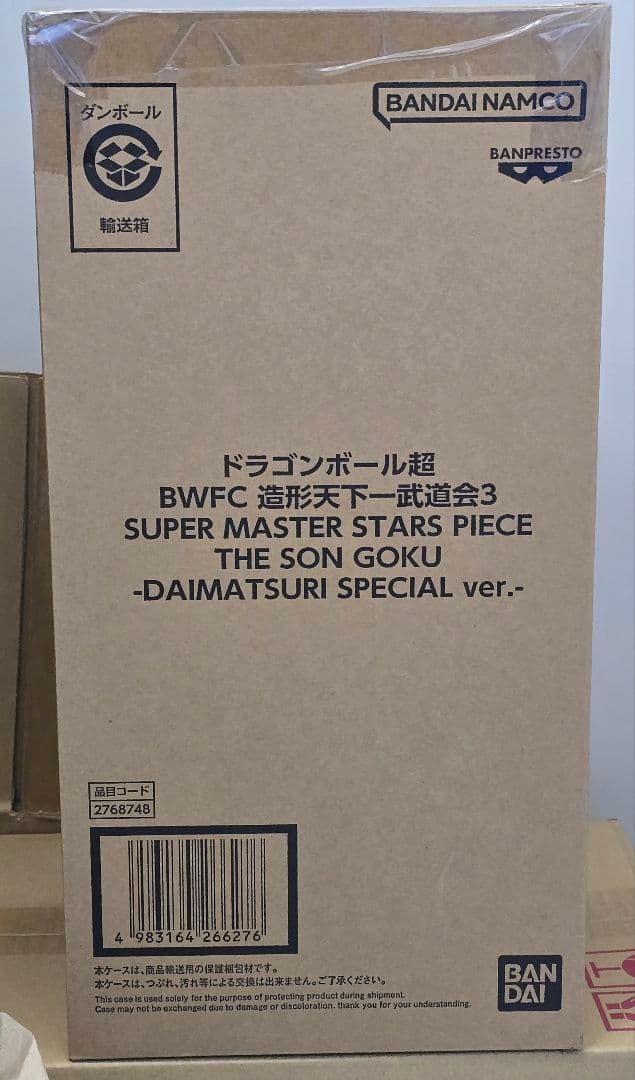 ダンボール
輸送箱
BANDAI NAMCO
BANPRESTO
ドラゴンボール超
BWFC 造形天下一武道会3
SUPER MASTER STARS PIECE
THE SON GOKU
-DAIMATSURI SPECIAL ver.-
品目コード
2768748
4 983164 266276
本ケースは、商品輸送用の保護梱包材です。
本ケースは、つぶれ、汚れ等による交換は出来ません。ご了承ください。
This case is used solely for the purpose of protecting product during shipment.
Case may not be exchanged due to damage or discoloration. thank you for your understanding.
BAN
DAI